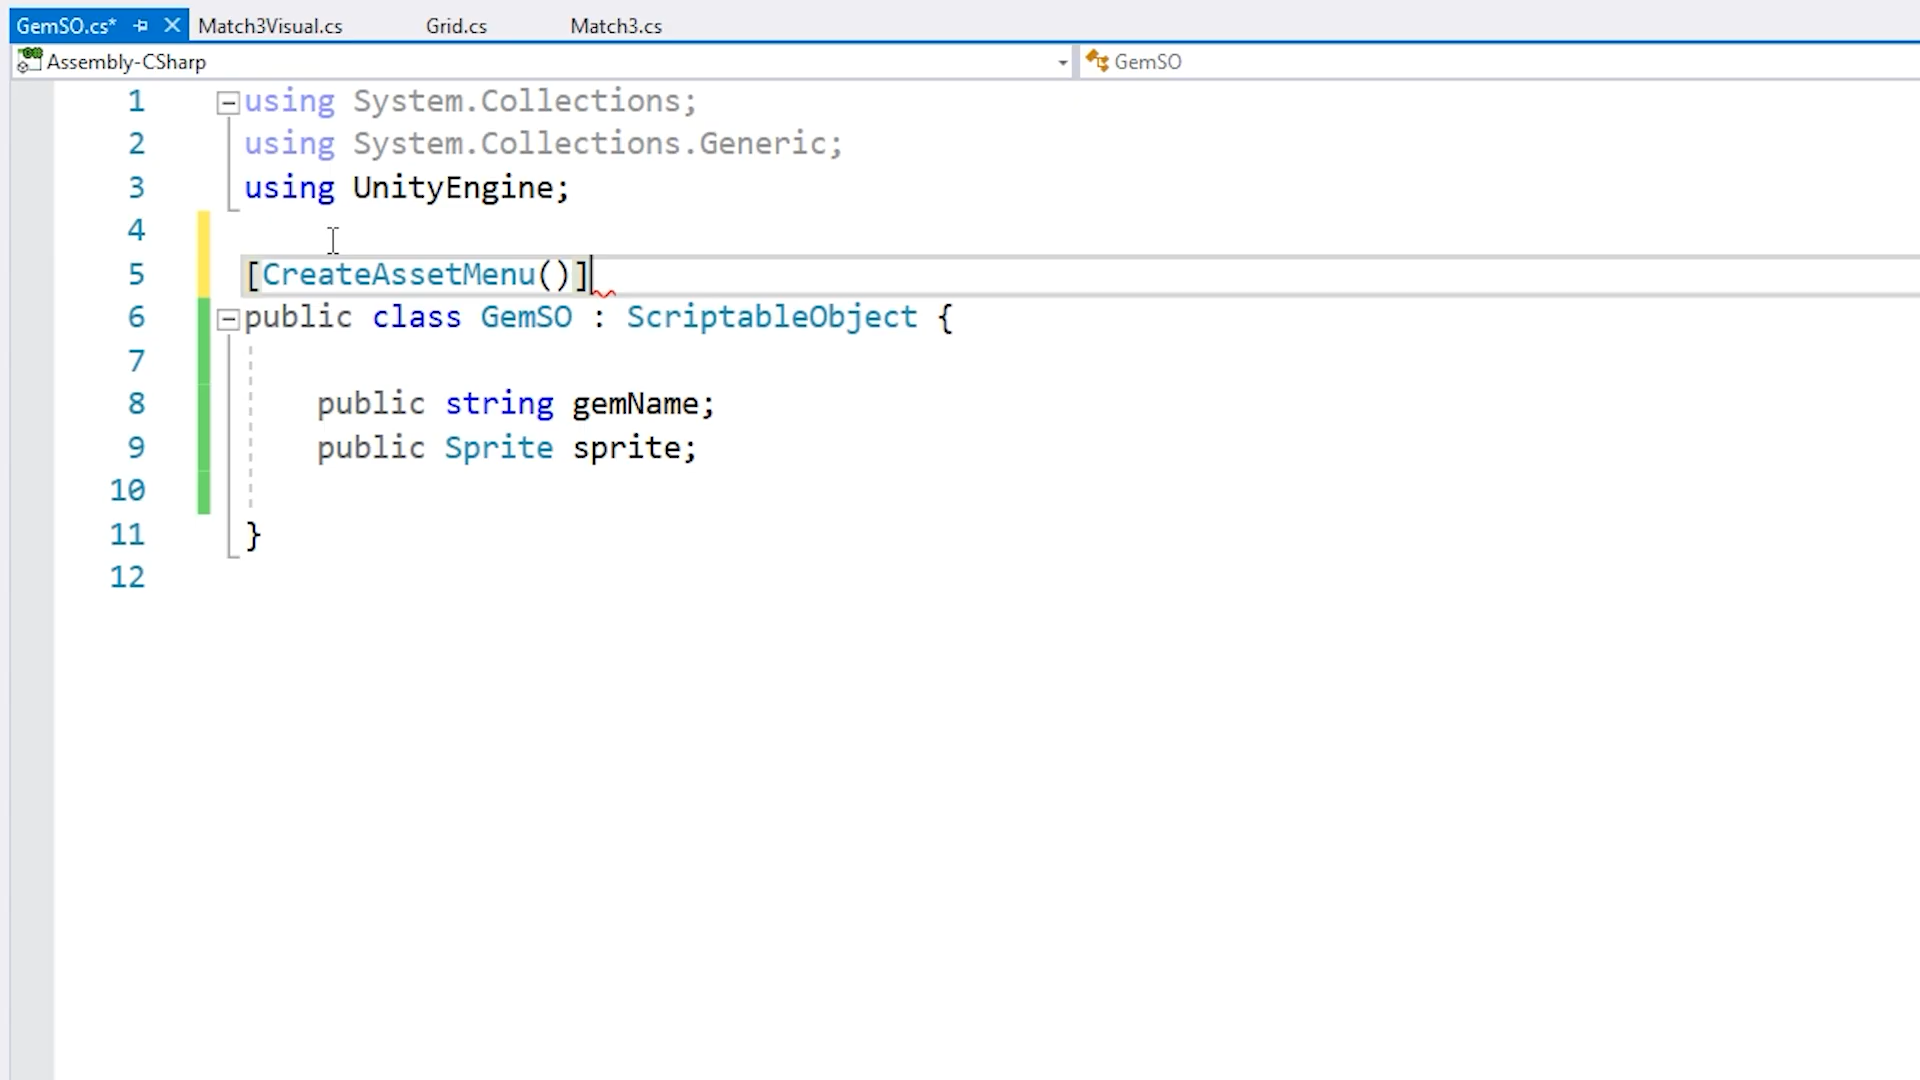 GemSO.cs* Match3Visual.cs Grid.cs Match3.cs
Assembly-CSharp GemSO
1 using System.Collections;
2 using System.Collections.Generic;
3 using UnityEngine;
4
5 [CreateAssetMenu()]
6 public class GemSO : ScriptableObject {
7
8 public string gemName;
9 public Sprite sprite;
10
11 }
12